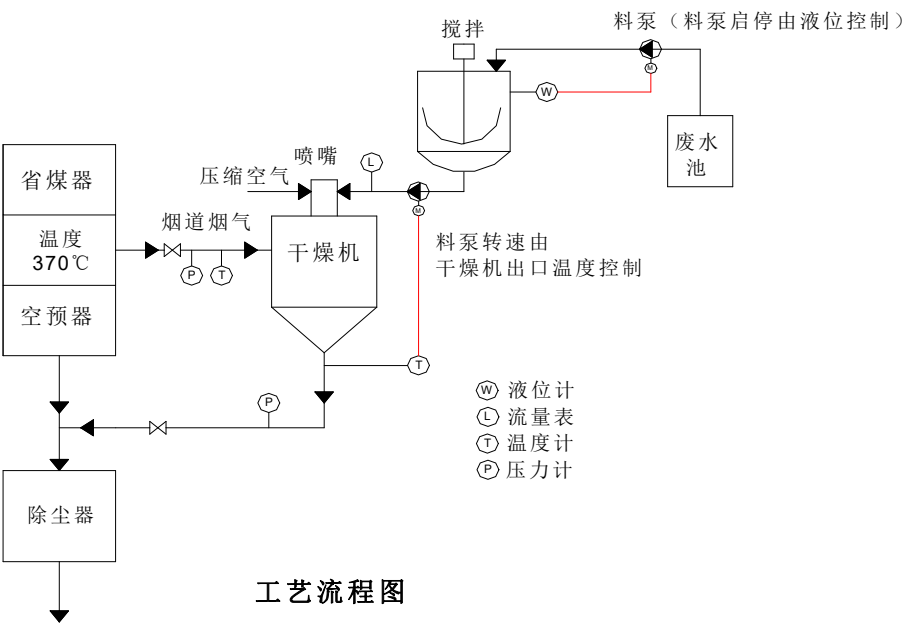 料泵（料泵启停由液位控制）
搅拌
M
W
废水
池
喷嘴
L
压缩空气
省煤器
M
烟道烟气
温度
370℃
干燥机
料泵转速由
干燥机出口温度控制
P
T
空预器
T
P
W 液位计
L 流量表
T 温度计
P 压力计
除尘器
工艺流程图